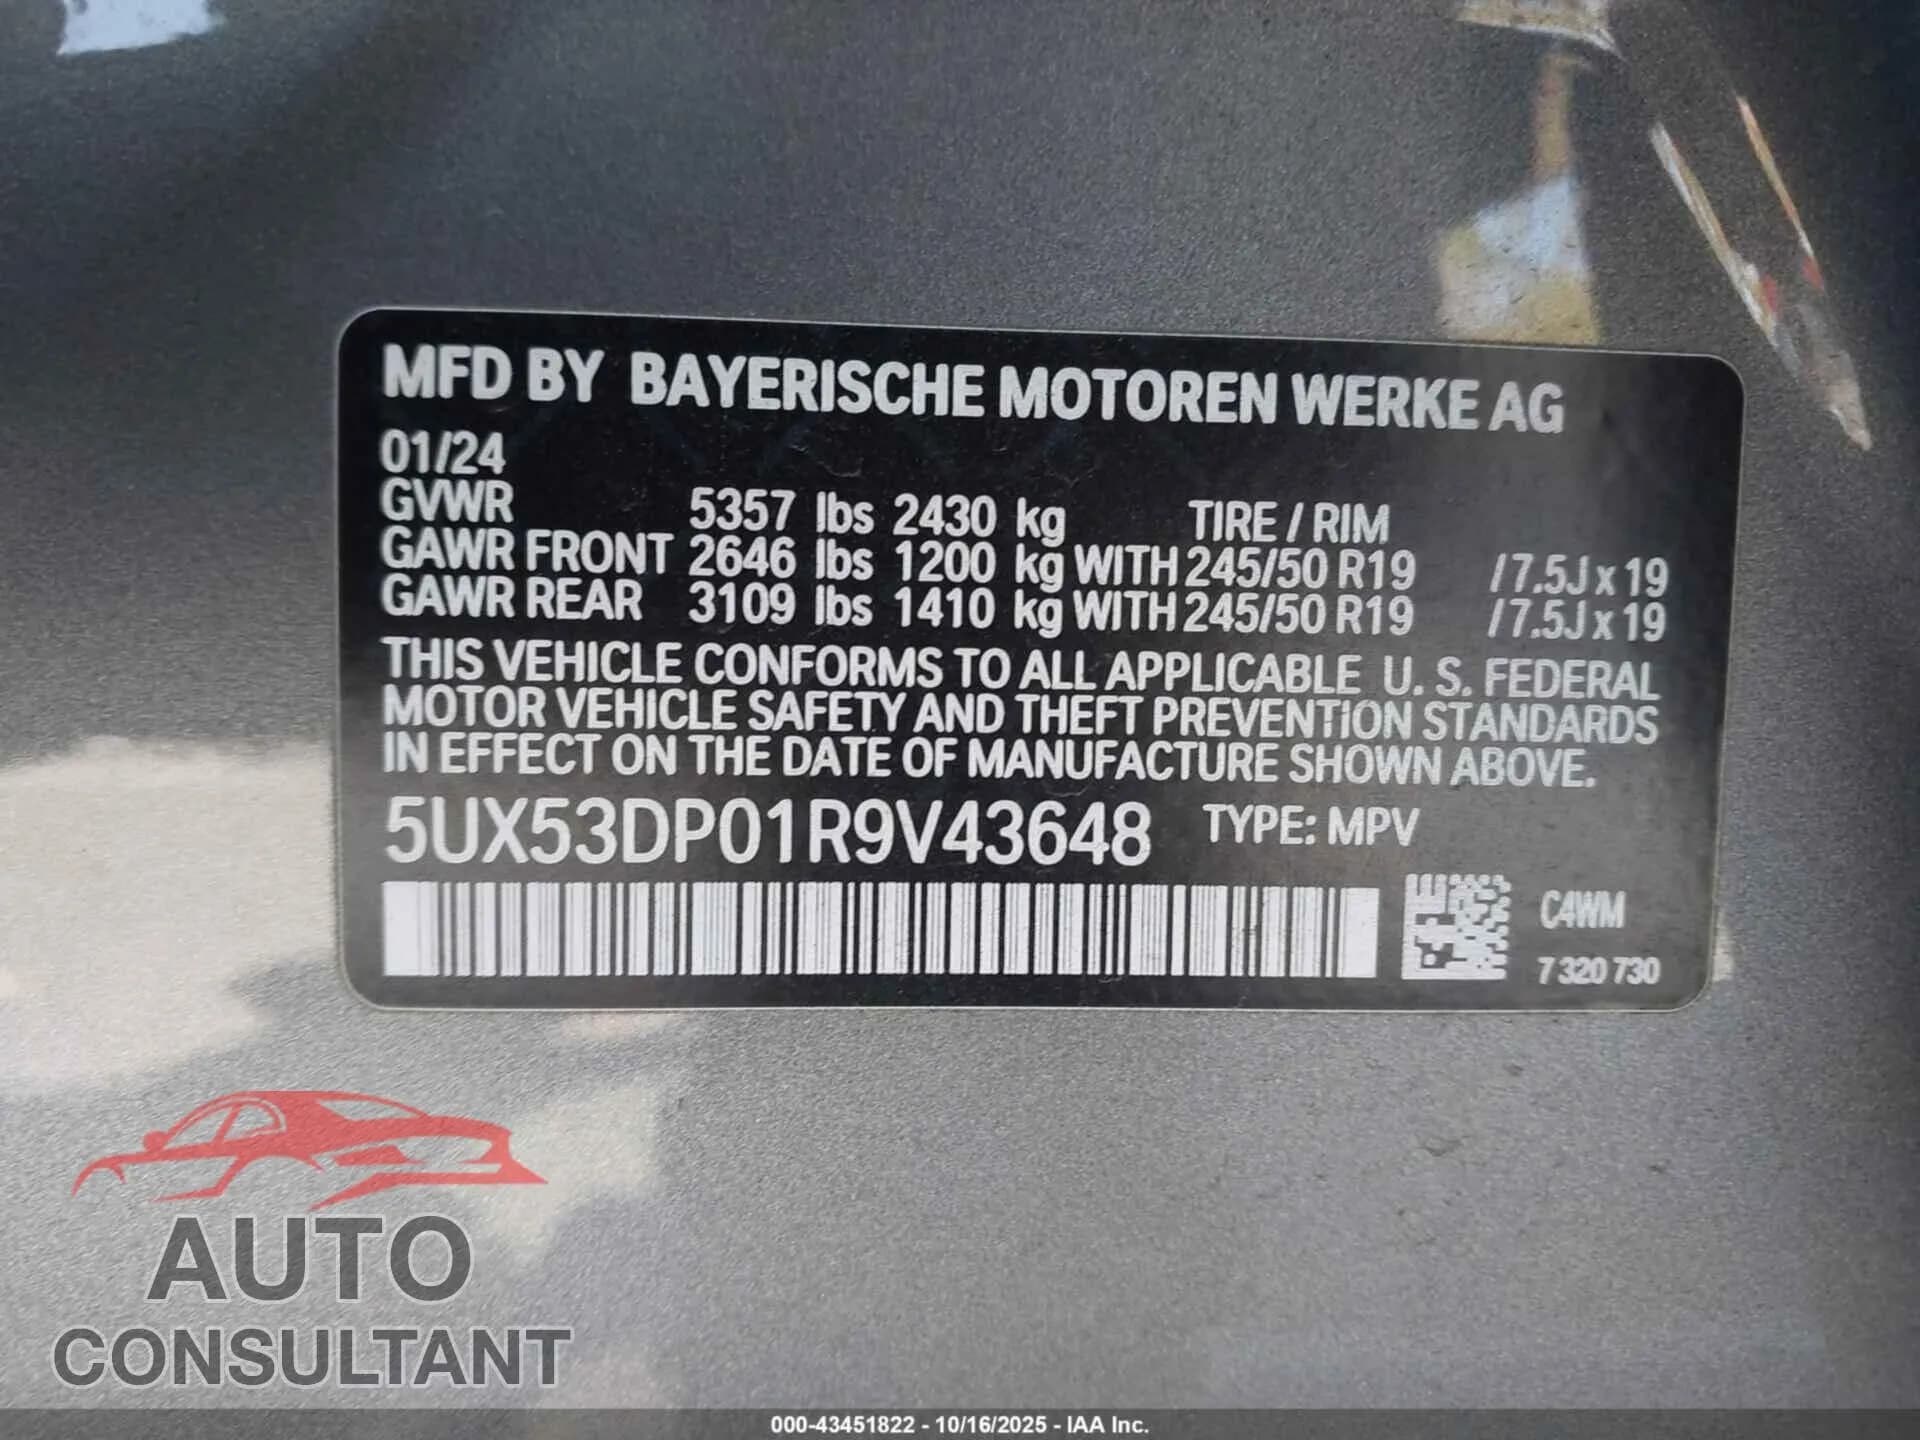 MFD BY BAYERISCHE MOTOREN WERKE AG
01/24
GVWR 5357 lbs 2430 kg TIRE / RIM
GAWR FRONT 2646 lbs 1200 kg WITH 245/50 R19 / 7.5J x 19
GAWR REAR 3109 lbs 1410 kg WITH 245/50 R19 / 7.5J x 19
THIS VEHICLE CONFORMS TO ALL APPLICABLE U. S. FEDERAL
MOTOR VEHICLE SAFETY AND THEFT PREVENTION STANDARDS
IN EFFECT ON THE DATE OF MANUFACTURE SHOWN ABOVE.
5UX53DP01R9V43648 TYPE: MPV
C4WM
7 320 730
AUTO
CONSULTANT
000-43451822 - 10/16/2025 - IAA Inc.